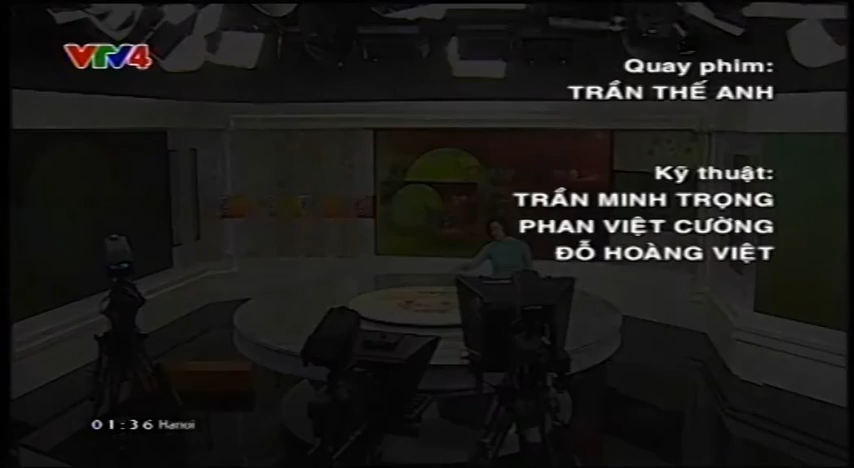 VTV4
Quay phim:
TRẦN THẾ ANH
Kỹ thuật:
TRẦN MINH TRỌNG
PHAN VIỆT CƯỜNG
ĐỖ HOÀNG VIỆT
01:36 Hanoi